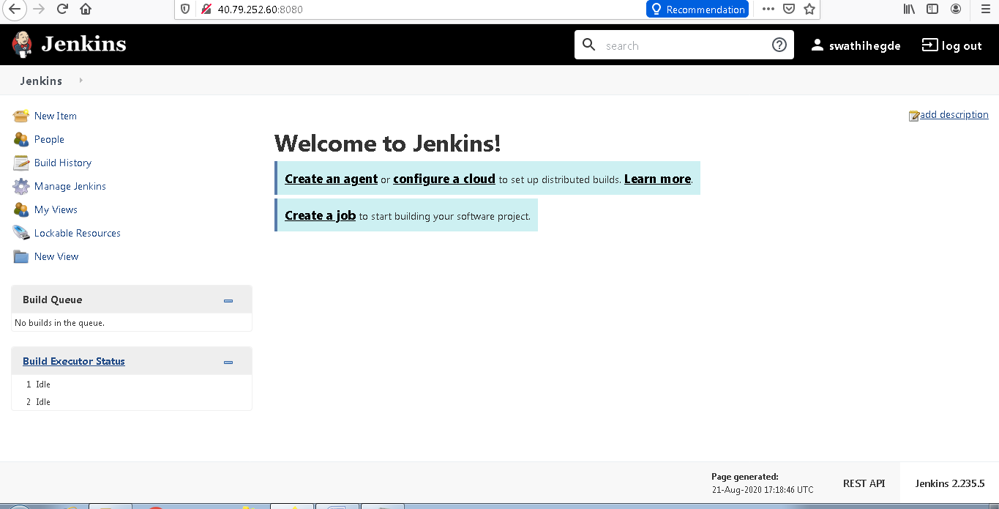 40.79.252.60:8080
Recommendation
Jenkins
search
swathihegde
log out
Jenkins
New Item
People
Build History
Manage Jenkins
My Views
Lockable Resources
New View
add description
Welcome to Jenkins!
Create an agent or configure a cloud to set up distributed builds. Learn more.
Create a job to start building your software project.
Build Queue
No builds in the queue.
Build Executor Status
1 Idle
2 Idle
Page generated:
21-Aug-2020 17:18:46 UTC
REST API
Jenkins 2.235.5